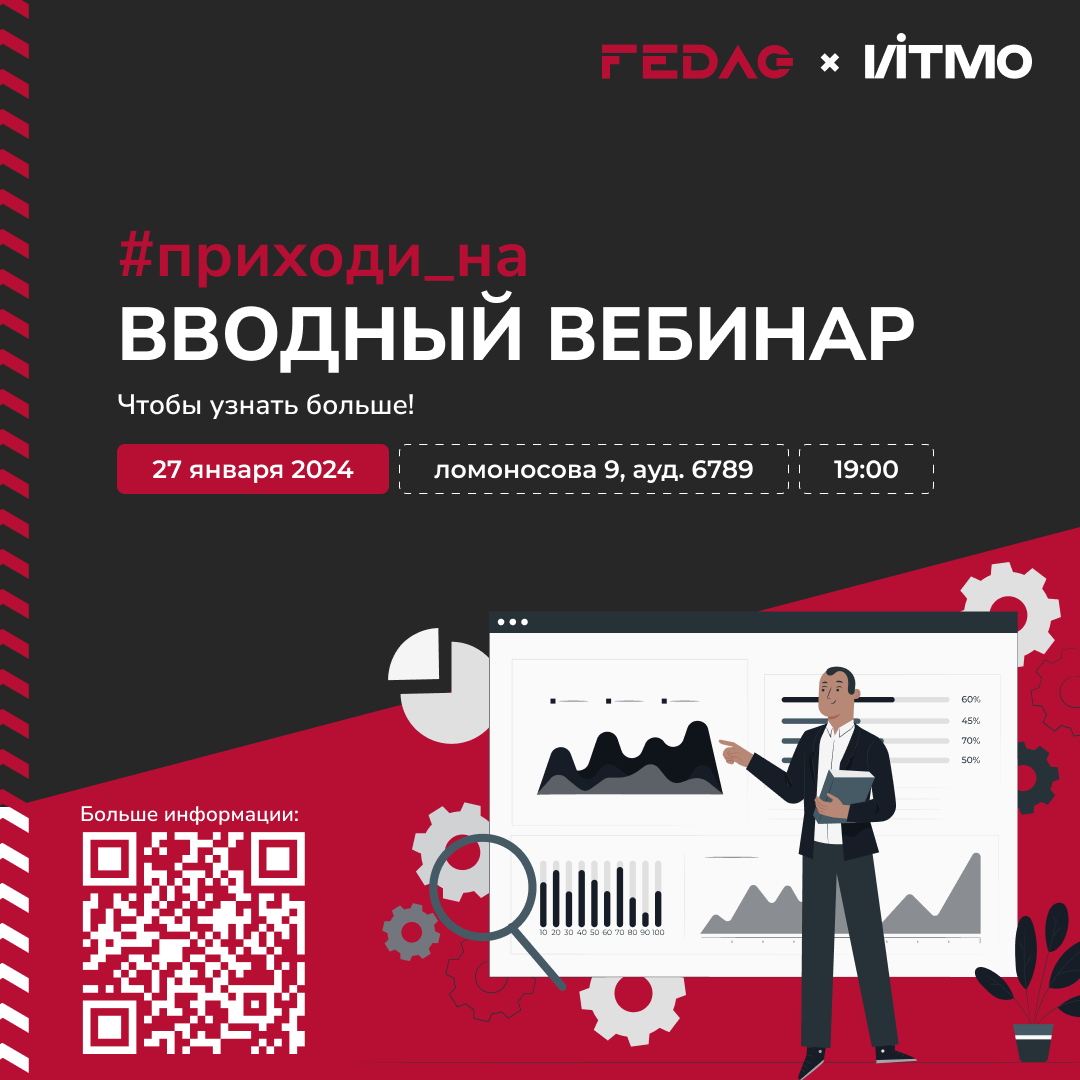 FEDAG × ИТМО
#приходи_на
ВВОДНЫЙ ВЕБИНАР
Чтобы узнать больше!
27 января 2024 ломоносова 9, ауд. 6789 19:00
60%
45%
70%
50%
Больше информации:
10 20 30 40 50 60 70 80 90 100